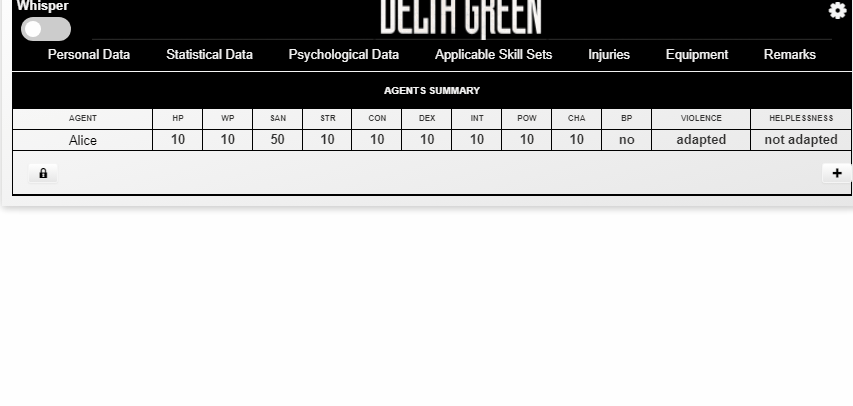 Whisper
DELTA GREEN
Personal Data Statistical Data Psychological Data Applicable Skill Sets Injuries Equipment Remarks
AGENTS SUMMARY
AGENT HP WP SAN STR CON DEX INT POW CHA BP VIOLENCE HELPLESSNESS
Alice 10 10 50 10 10 10 10 10 10 no adapted not adapted
+